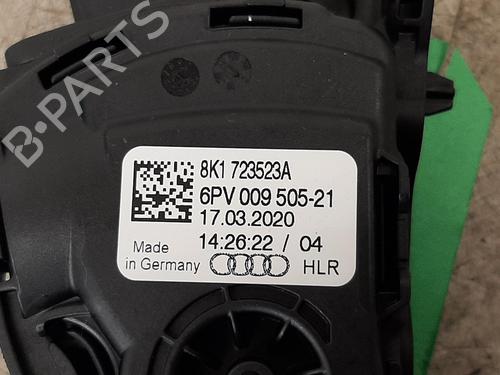 B-PARTS
8K1 723523A
6PV 009 505-21
17.03.2020
14:26:22 / 04
Made
in Germany
HLR